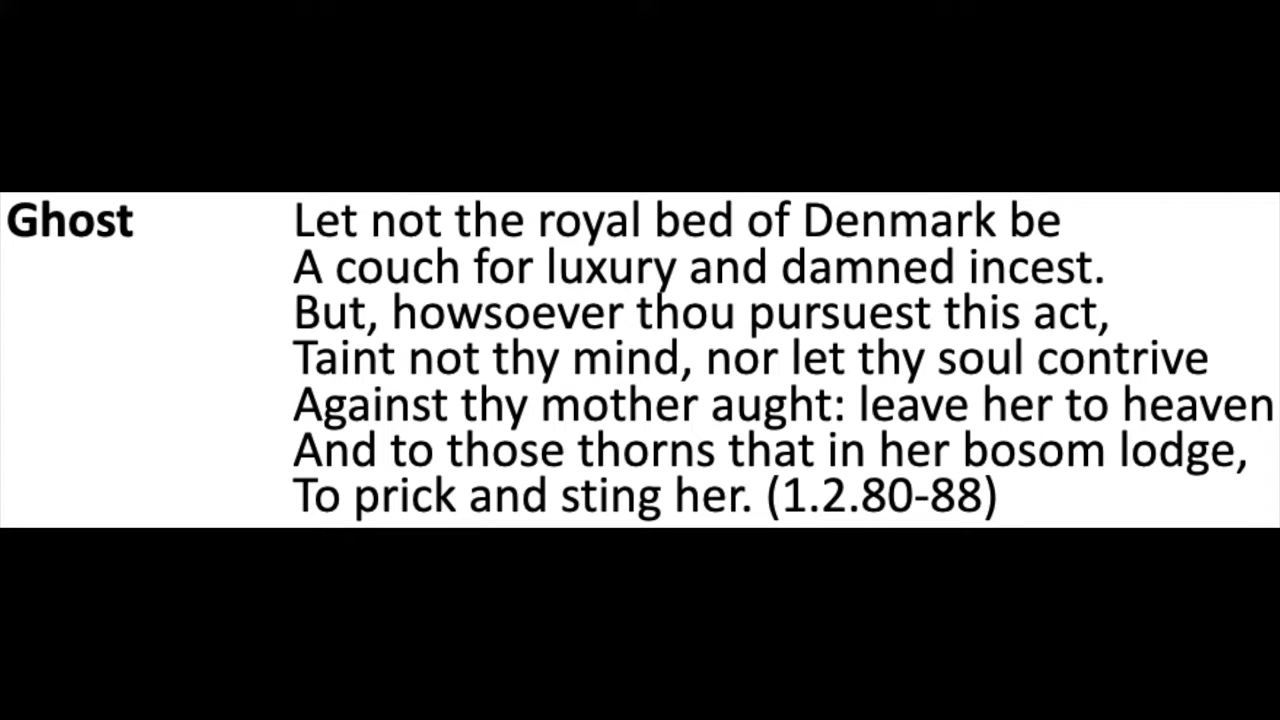 Ghost Let not the royal bed of Denmark be
A couch for luxury and damned incest.
But, howsoever thou pursuest this act,
Taint not thy mind, nor let thy soul contrive
Against thy mother aught: leave her to heaven
And to those thorns that in her bosom lodge,
To prick and sting her. (1.2.80-88)